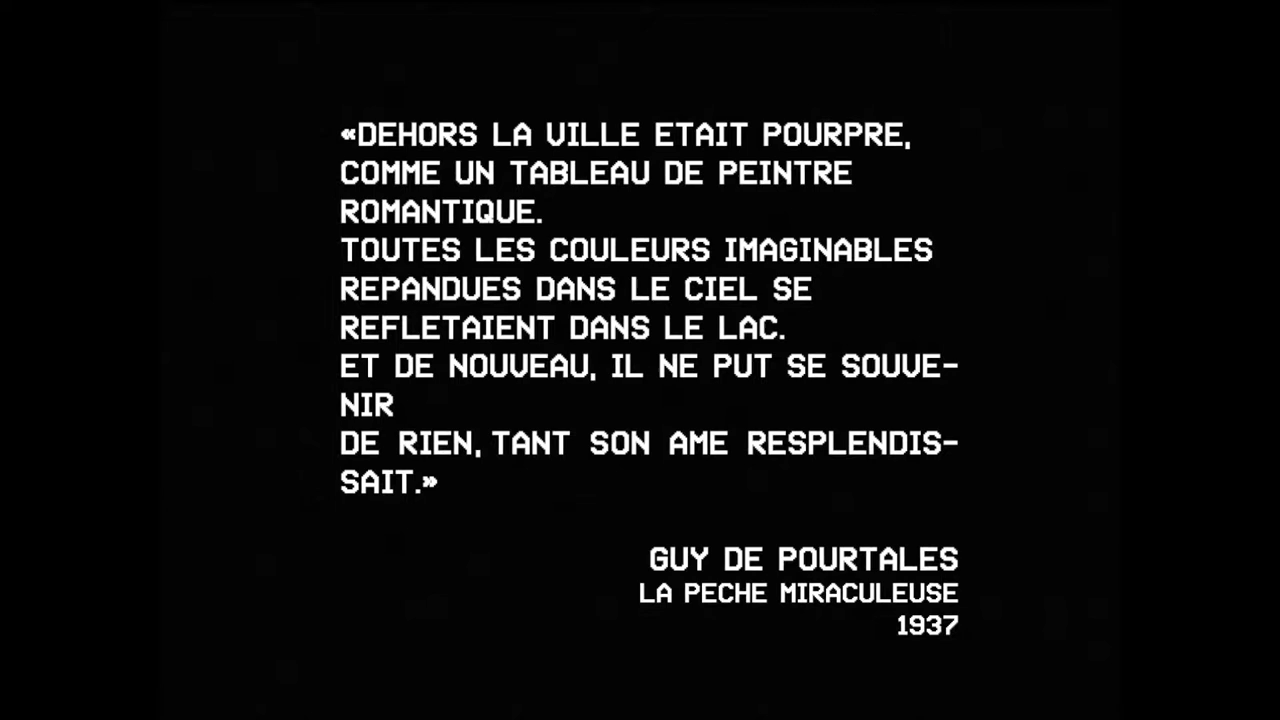 «DEHORS LA VILLE ETAIT POURPRE,
COMME UN TABLEAU DE PEINTRE
ROMANTIQUE.
TOUTES LES COULEURS IMAGINABLES
REPANDUES DANS LE CIEL SE
REFLETAIENT DANS LE LAC.
ET DE NOUVEAU, IL NE PUT SE SOUVE-
NIR
DE RIEN, TANT SON AME RESPLENDIS-
SAIT.»
GUY DE POURTALES
LA PECHE MIRACULEUSE
1937